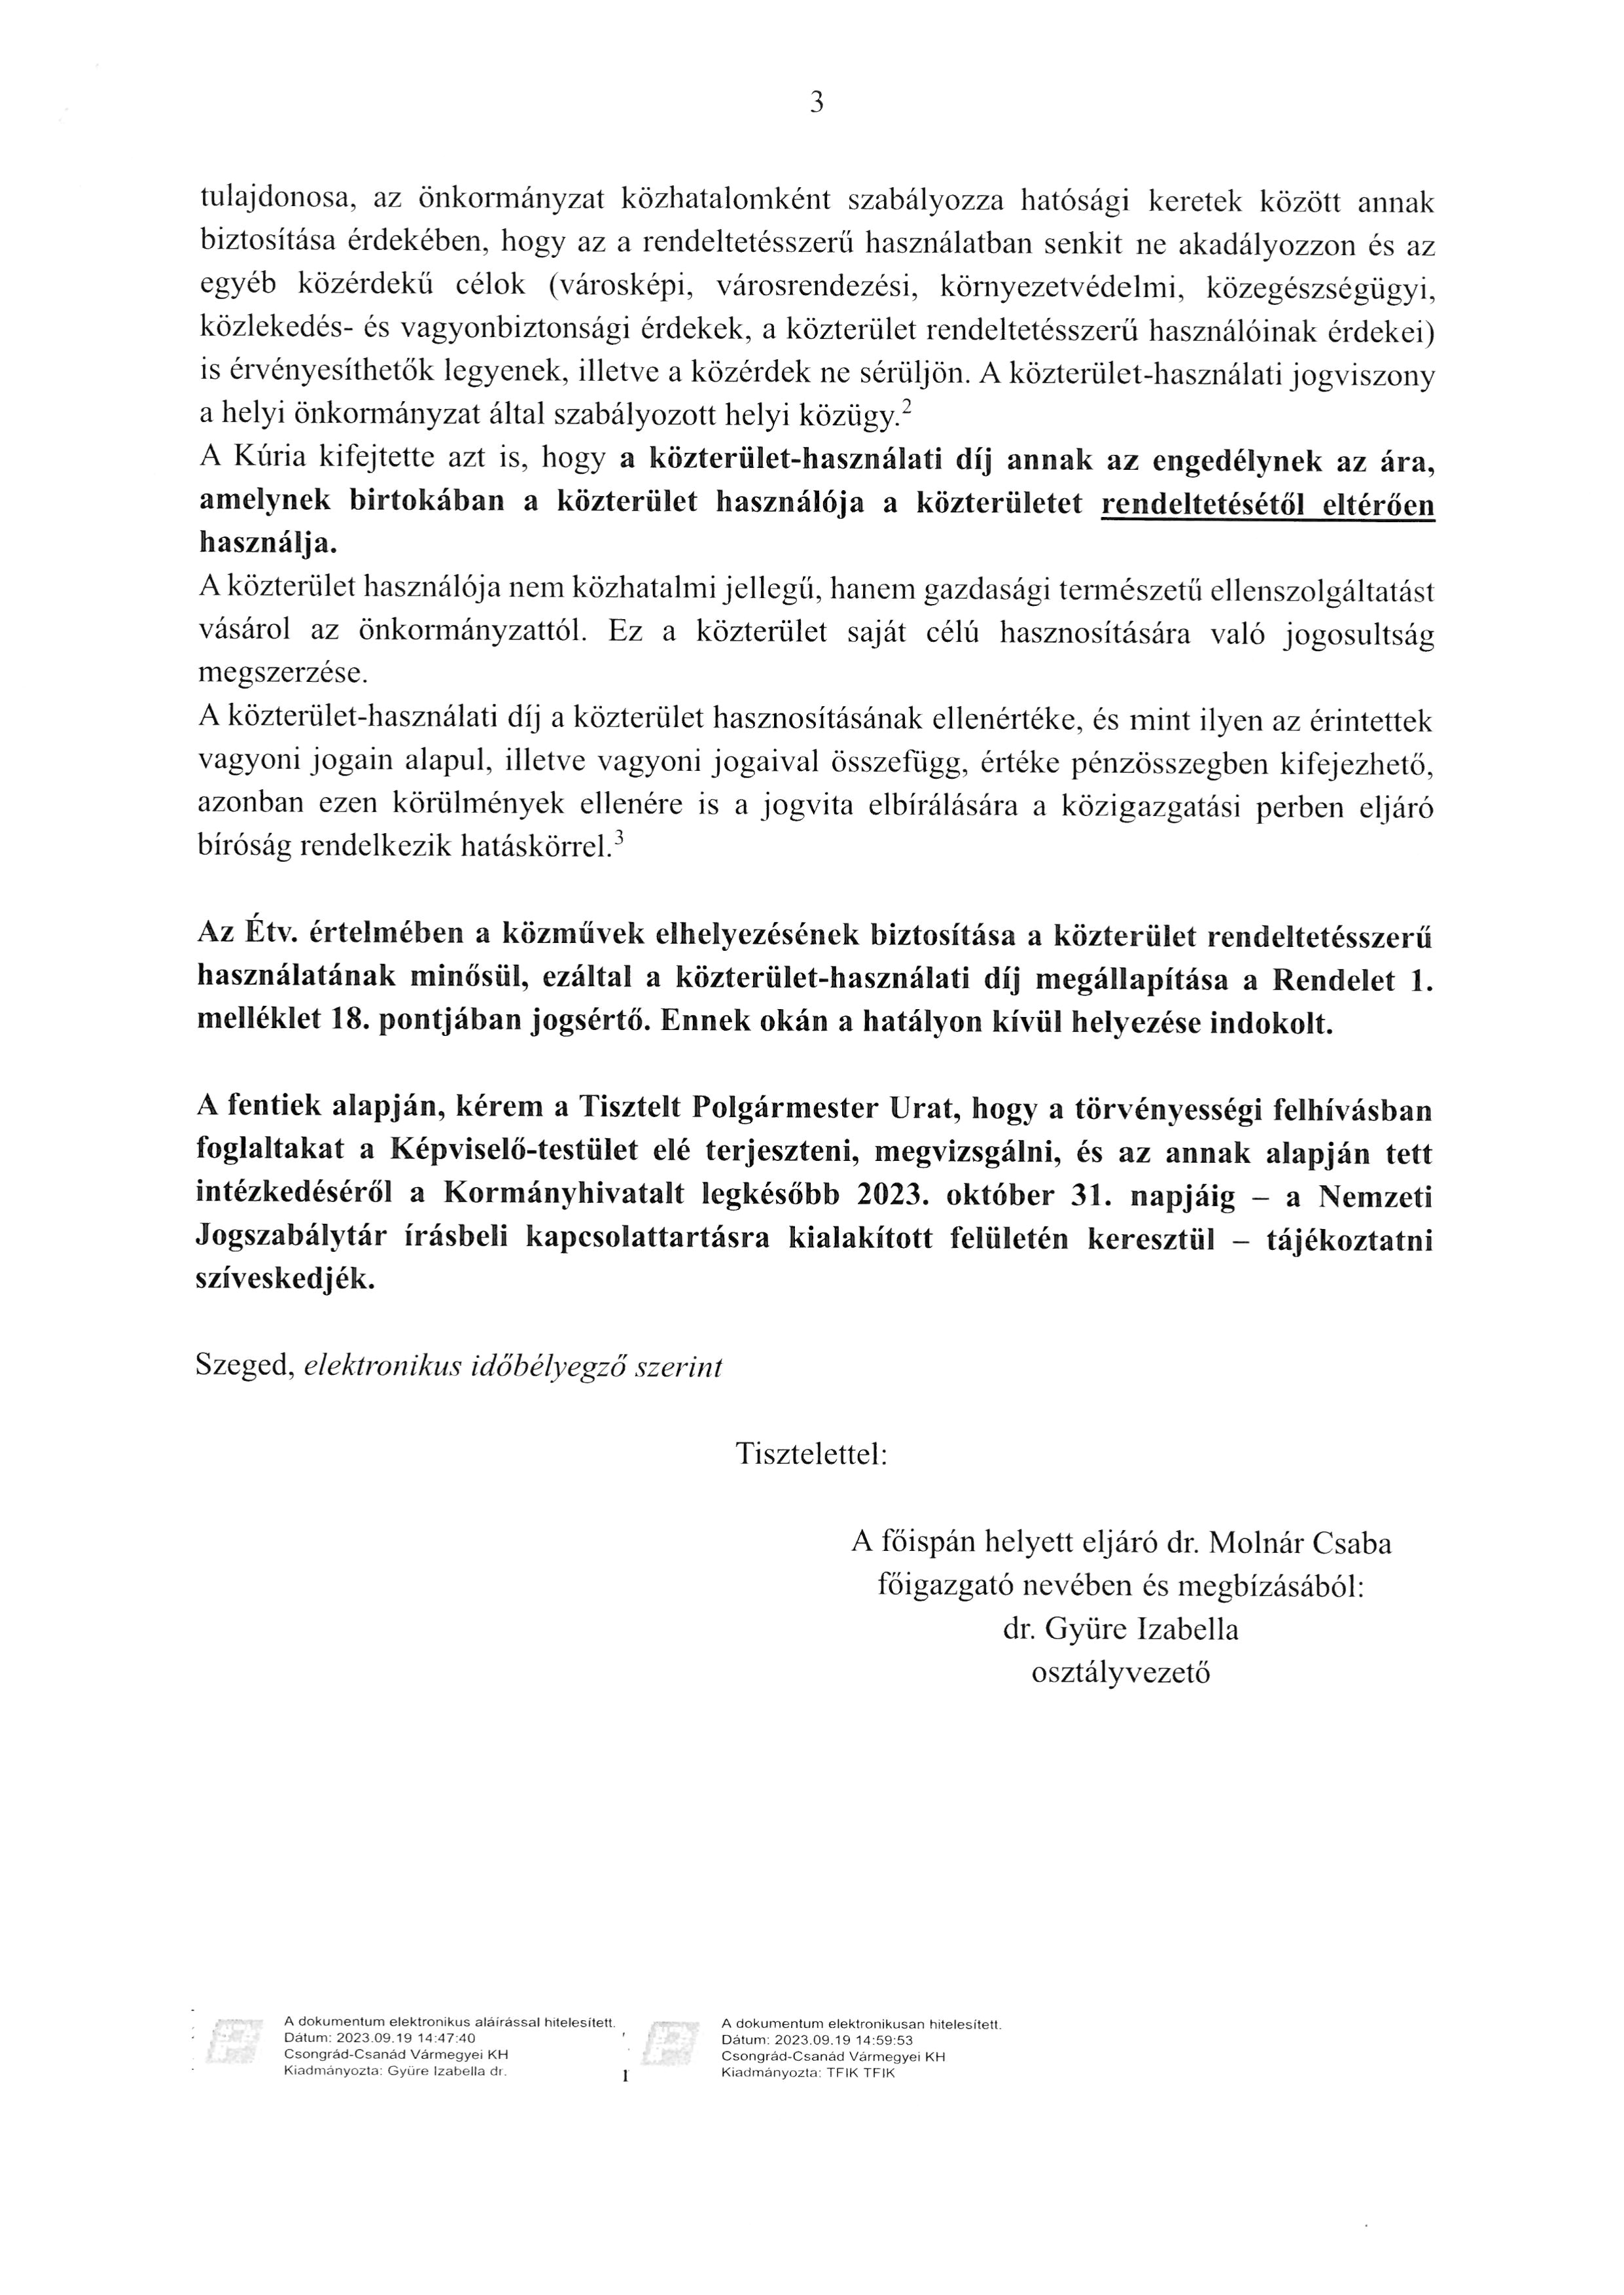 3
tulajdonosa, az önkormányzat közhatalomként szabályozza hatósági keretek között annak
biztosítása érdekében, hogy az a rendeltetésszerű használatban senkit ne akadályozzon és az
egyéb közérdekű célok (városképi, városrendezési, környezetvédelmi, közegészségügyi,
közlekedés- és vagyonbiztonsági érdekek, a közterület rendeltetésszerű használóinak érdekei)
is érvényesíthetők legyenek, illetve a közérdek ne sérüljön. A közterület-használati jogviszony
a helyi önkormányzat által szabályozott helyi közügy.²
A Kúria kifejtette azt is, hogy a közterület-használati díj annak az engedélynek az ára,
amelynek birtokában a közterület használója a közterületet rendeltetésétől eltérően
használja.
A közterület használója nem közhatalmi jellegű, hanem gazdasági természetű ellenszolgáltatást
vásárol az önkormányzattól. Ez a közterület saját célú hasznosítására való jogosultság
megszerzése.
A közterület-használati díj a közterület hasznosításának ellenértéke, és mint ilyen az érintettek
vagyoni jogain alapul, illetve vagyoni jogaival összefügg, értéke pénzösszegben kifejezhető,
azonban ezen körülmények ellenére is a jogvita elbírálására a közigazgatási perben eljáró
bíróság rendelkezik hatáskörrel.³
Az Étv. értelmében a közművek elhelyezésének biztosítása a közterület rendeltetésszerű
használatának minősül, ezáltal a közterület-használati díj megállapítása a Rendelet 1.
melléklet 18. pontjában jogsértő. Ennek okán a hatályon kívül helyezése indokolt.
A fentiek alapján, kérem a Tisztelt Polgármester Urat, hogy a törvényességi felhívásban
foglaltakat a Képviselő-testület elé terjeszteni, megvizsgálni, és az annak alapján tett
intézkedéséről a Kormányhivatalt legkésőbb 2023. október 31. napjáig – a Nemzeti
Jogszabálytár írásbeli kapcsolattartásra kialakított felületén keresztül – tájékoztatni
szíveskedjék.
Szeged, elektronikus időbélyegző szerint
Tisztelettel:
A főispán helyett eljáró dr. Molnár Csaba
főigazgató nevében és megbízásából:
dr. Gyüre Izabella
osztályvezető
A dokumentum elektronikus aláírással hitelesített.
Dátum: 2023.09.19 14:47:40
Csongrád-Csanád Vármegyei KH
Kiadmányozta: Gyüre Izabella dr.
A dokumentum elektronikusan hitelesített.
Dátum: 2023.09.19 14:59:53
Csongrád-Csanád Vármegyei KH
Kiadmányozta: TFIK TFIK
1